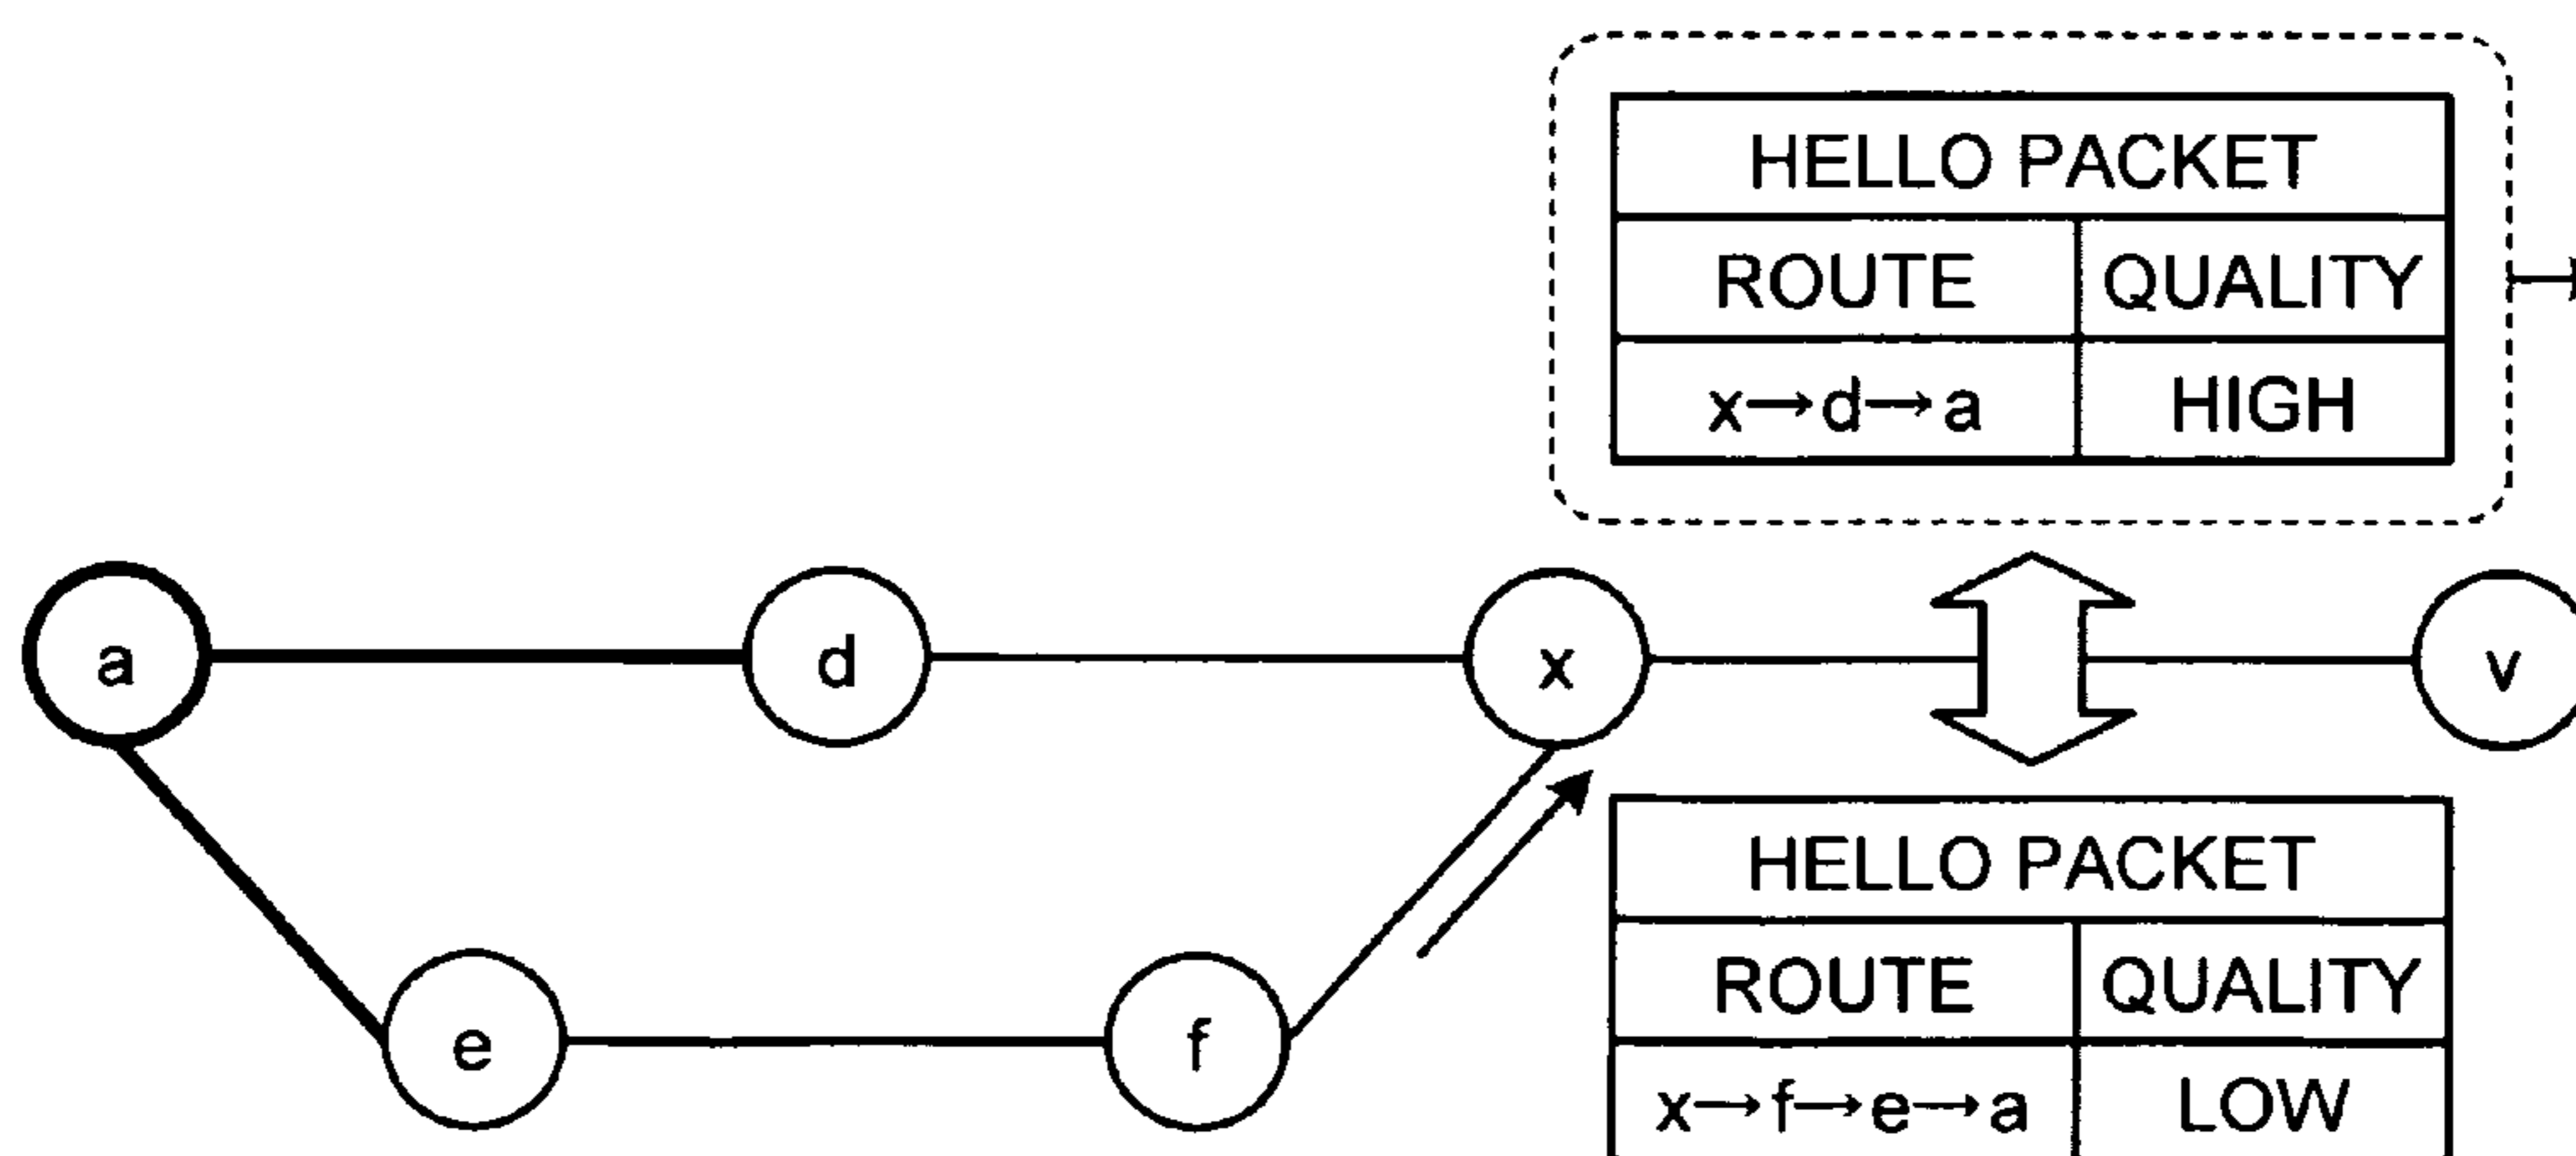 HELLO PACKET
ROUTE QUALITY
x→d→a HIGH
a d x v
HELLO PACKET
ROUTE QUALITY
e f
x→f→e→a LOW